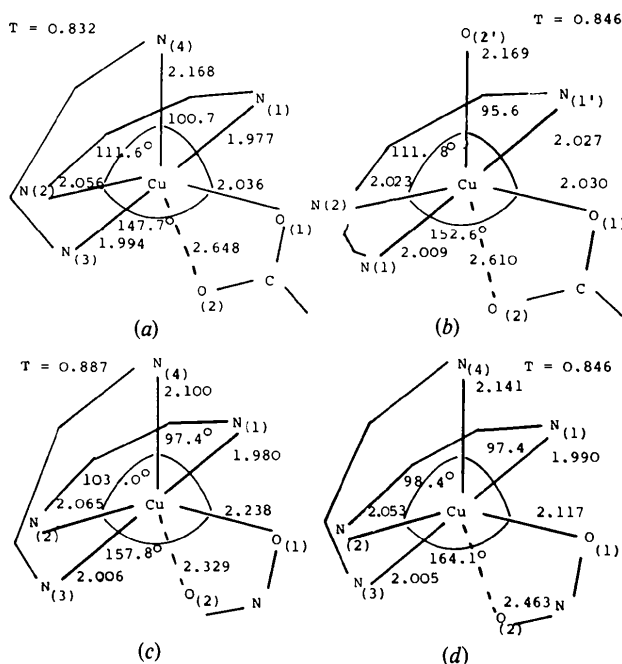 T = 0.832
N(4)
2.168
100.7
N(1)
1.977
111.6°
N(2)
2.056
Cu
2.036
O(1)
147.7°
1.994
N(3)
2.648
C
O(2)
(a)
T = 0.846
O(2')
2.169
95.6
N(1')
111.8°
2.027
2.023
Cu
2.030
N(2)
O(1)
152.6°
N(1)
2.009
2.610
C
O(2)
(b)
T = 0.887
N(4)
2.100
97.4°
N(1)
1.980
103.0°
2.065
Cu
2.238
N(2)
O(1)
157.8°
2.329
N(3)
2.006
O(2)
N
(c)
T = 0.846
N(4)
2.141
N(1)
97.4
1.990
98.4°
2.053
Cu
2.117
N(2)
O(1)
164.1°
N(3)
2.005
2.463
N
O(2)
(d)